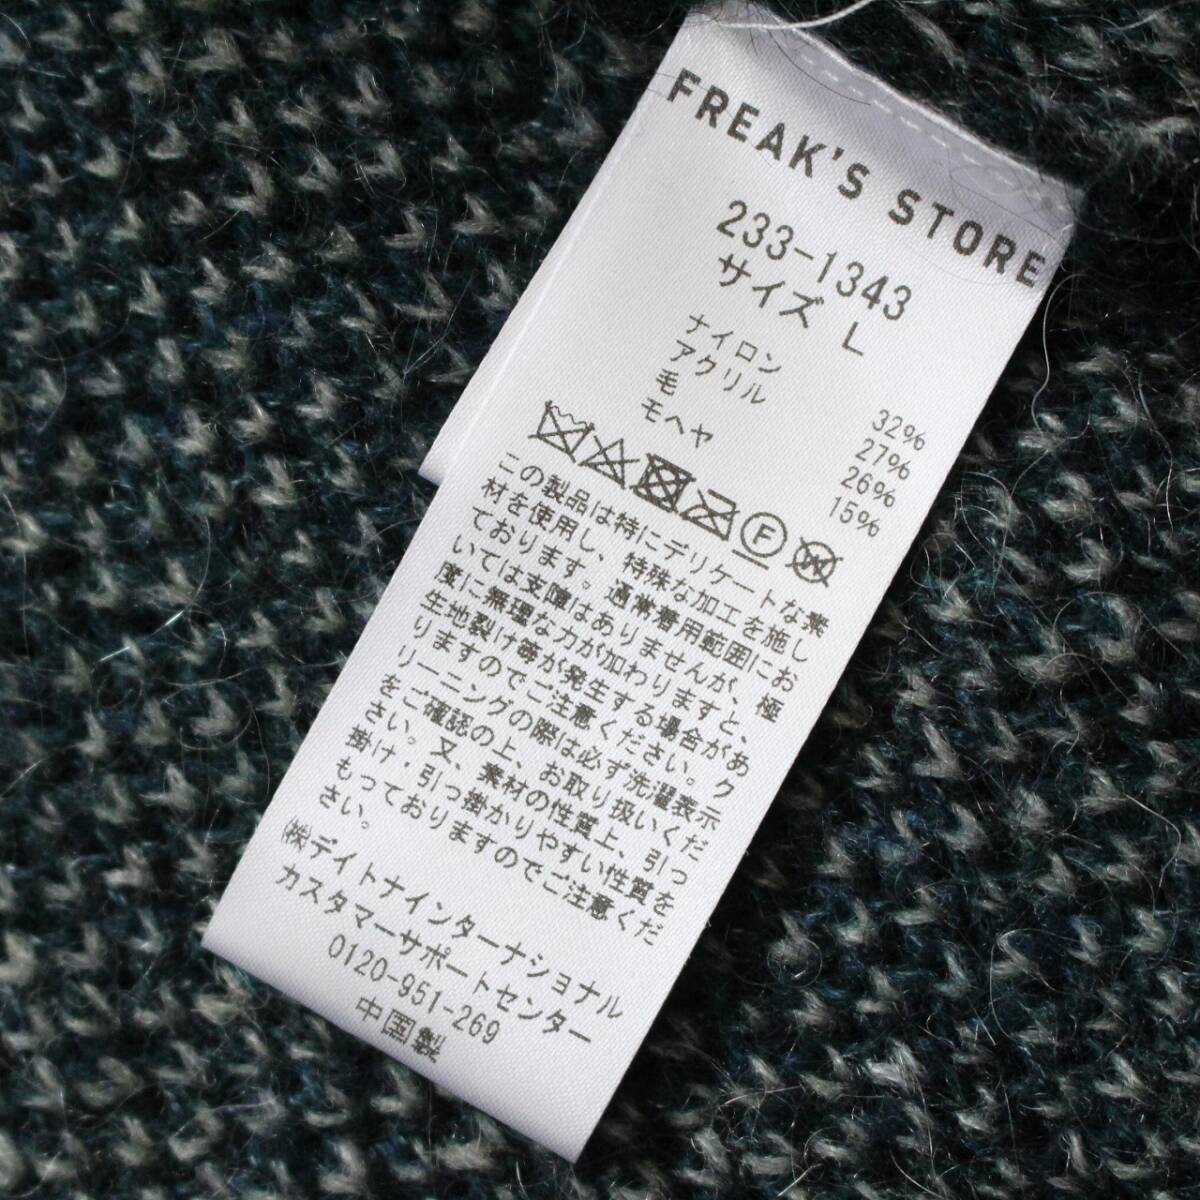 FREAK'S STORE
233-1343
サイズ L
ナイロン 32%
アクリル 27%
毛 26%
モヘヤ 15%
F W
この製品は特にデリケートな素
材を使用し、特殊な加工を施し
ております。通常着用範囲にお
いては支障はありませんが、極
度に無理な力が加わりますと、
生地裂け等が発生する場合があ
りますのでご注意ください。ク
リーニングの際は必ず洗濯表示
をご確認の上、お取り扱いくだ
さい。又、素材の性質上、引っ
掛け・引っ掛かりやすい性質を
もっておりますのでご注意くだ
さい。
㈱デイトナインターナショナル
カスタマーサポートセンター
0120-951-269
中国製